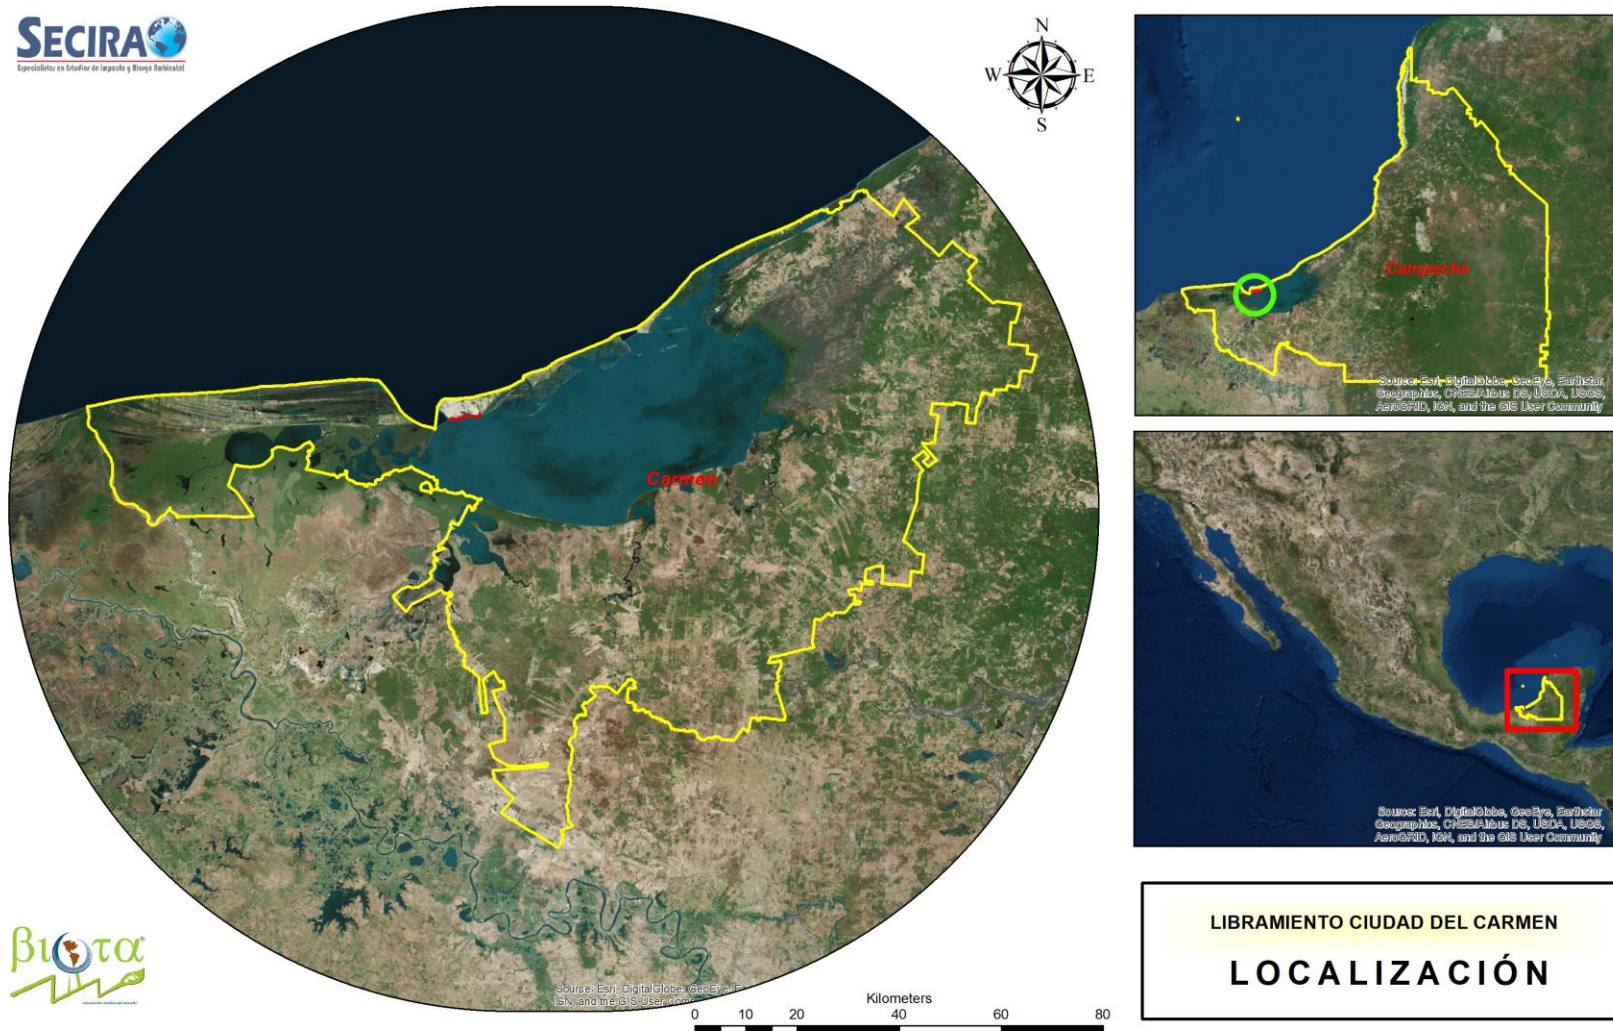 SECIRA
Especialistas en Estudios de Impacto y Riesgo Ambiental
N
W E
S
Campeche
Source: Esri, DigitalGlobe, GeoEye, Earthstar
Geographics, CNES/Airbus DS, USDA, USGS,
AeroGRID, IGN, and the GIS User Community
Carmen
Source: Esri, DigitalGlobe, GeoEye, Earthstar
Geographics, CNES/Airbus DS, USDA, USGS,
AeroGRID, IGN, and the GIS User Community
LIBRAMIENTO CIUDAD DEL CARMEN
LOCALIZACIÓN
βιοτα
Source: Esri, DigitalGlobe, GeoEye,
IGN, and the GIS User
Kilometers
0 10 20 40 60 80